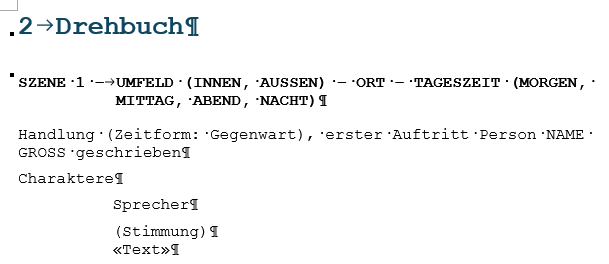 2→Drehbuch¶
SZENE·1·–→UMFELD·(INNEN,·AUSSEN)·–·ORT·–·TAGESZEIT·(MORGEN,·
MITTAG,·ABEND,·NACHT)¶
Handlung·(Zeitform:·Gegenwart),·erster·Auftritt·Person·NAME·
GROSS·geschrieben¶
Charaktere¶
Sprecher¶
(Stimmung)¶
«Text»¶